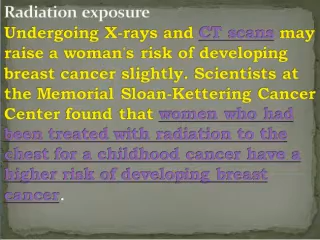 Radiation exposure
Undergoing X-rays and CT scans may
raise a woman's risk of developing
breast cancer slightly. Scientists at
the Memorial Sloan-Kettering Cancer
Center found that women who had
been treated with radiation to the
chest for a childhood cancer have a
higher risk of developing breast
cancer.